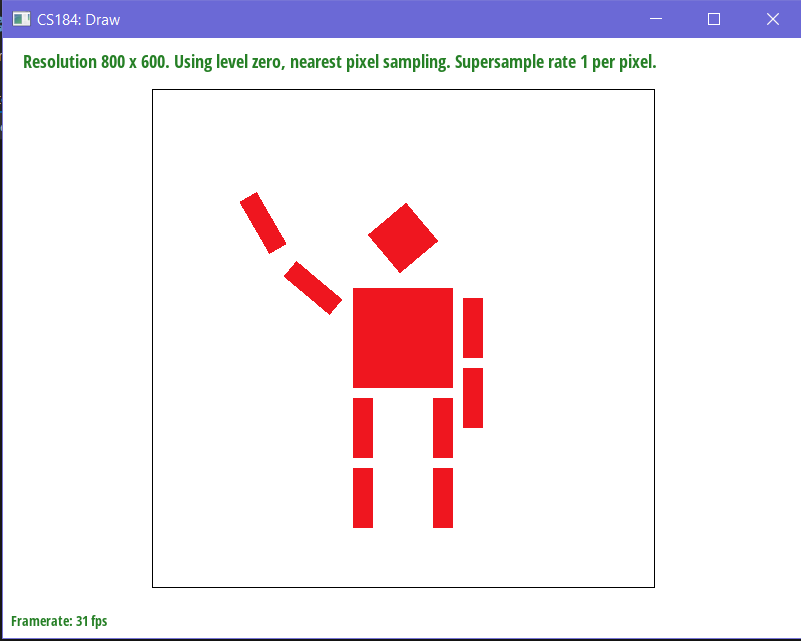 CS184: Draw
Resolution 800 x 600. Using level zero, nearest pixel sampling. Supersample rate 1 per pixel.
Framerate: 31 fps